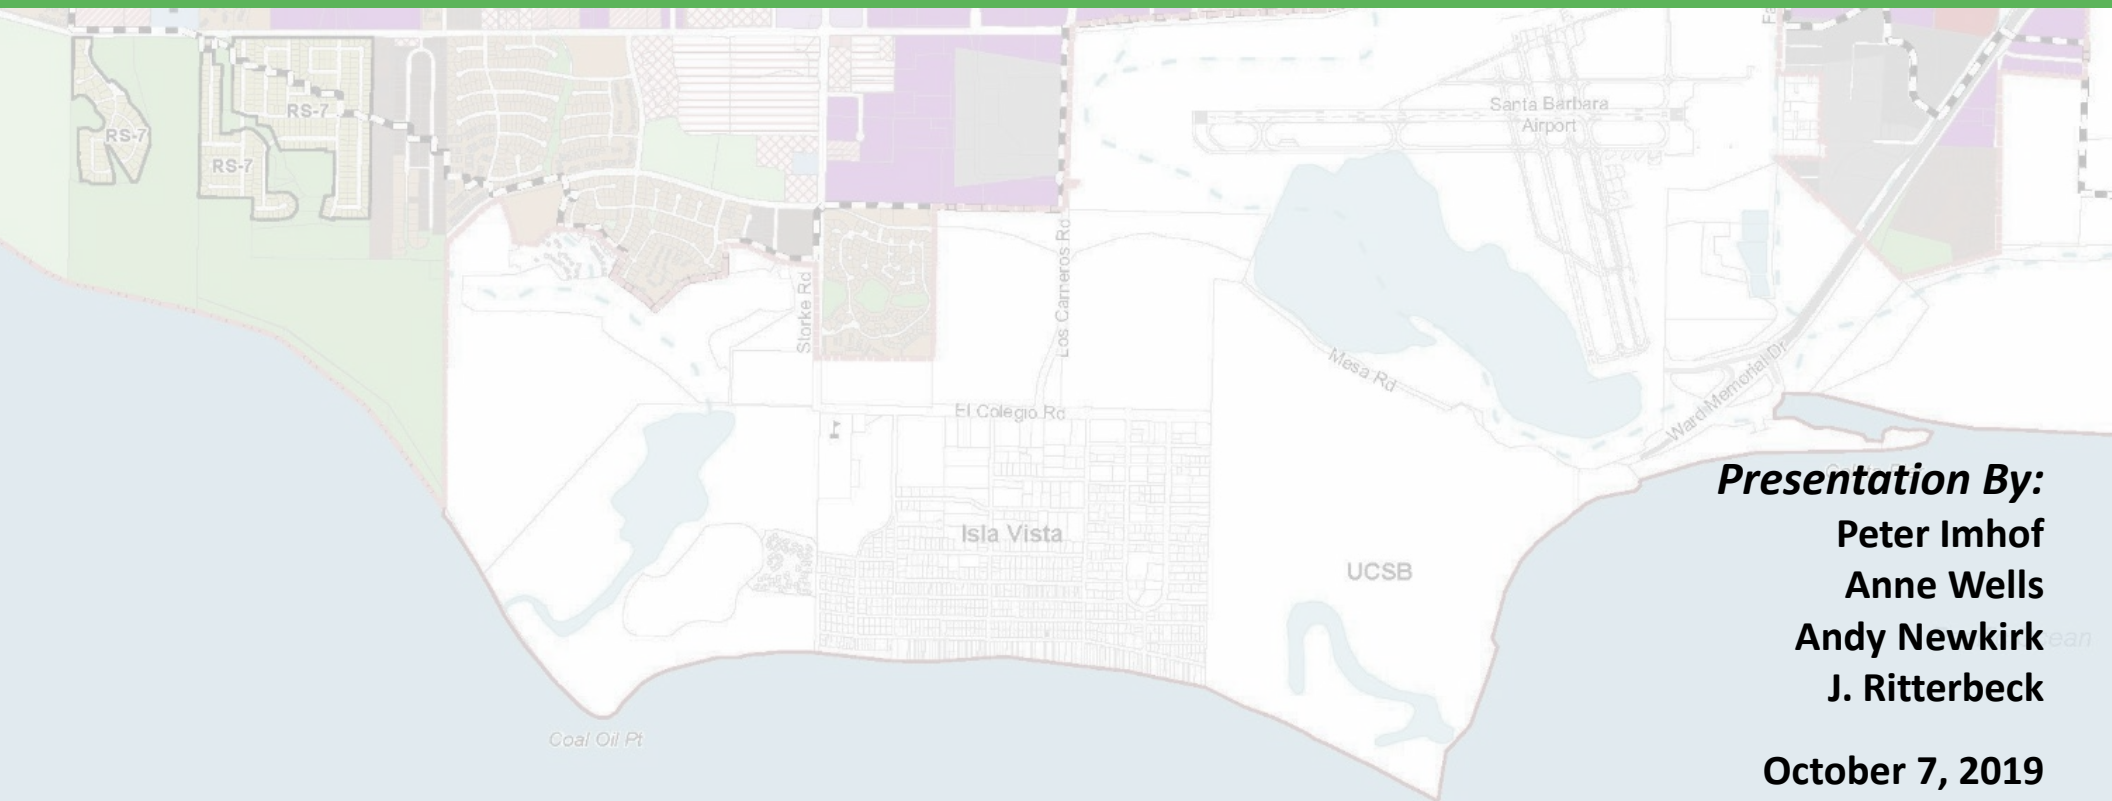 RS-7
RS-7
RS-7
Santa Barbara
Airport
Los Carneros Rd
Storke Rd
Mesa Rd
Ward Memorial Dr
El Colegio Rd
Isla Vista
UCSB
Coal Oil Pt
Presentation By:
Peter Imhof
Anne Wells
Andy Newkirk
J. Ritterbeck
October 7, 2019